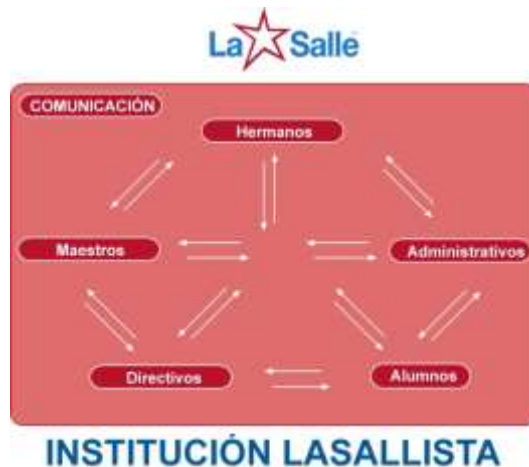 La Salle
COMUNICACIÓN
Hermanos
Maestros
Administrativos
Directivos
Alumnos
INSTITUCIÓN LASALLISTA